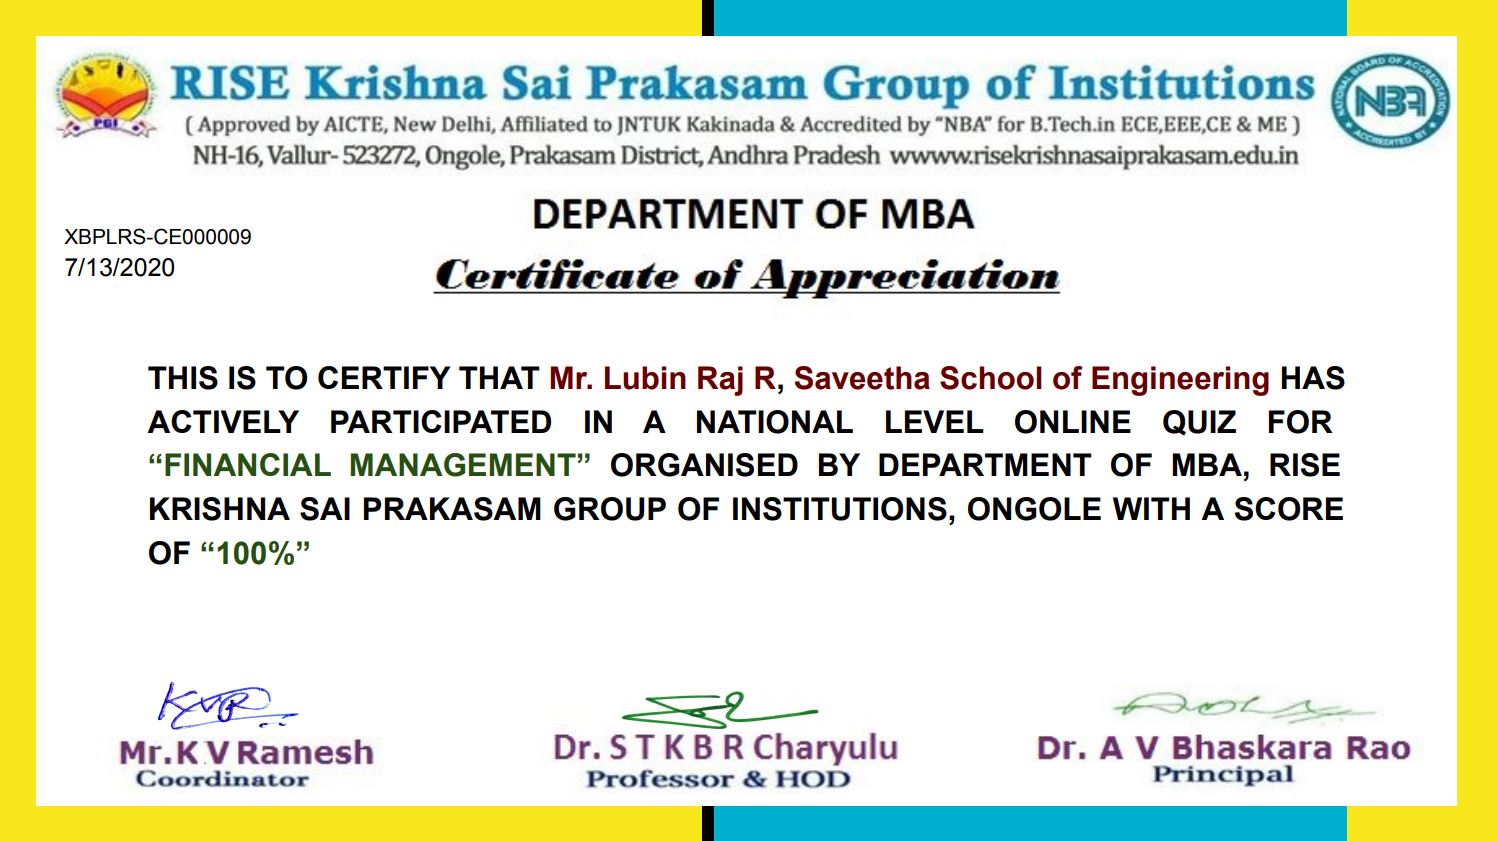 RISE Krishna Sai Prakasam Group of Institutions
( Approved by AICTE, New Delhi, Affiliated to JNTUK Kakinada & Accredited by “NBA” for B.Tech.in ECE,EEE,CE & ME )
NH-16, Vallur- 523272, Ongole, Prakasam District, Andhra Pradesh wwww.risekrishnasaiprakasam.edu.in
PGI
NATIONAL BOARD OF ACCREDITATION
NBA
ACCREDITED BY
DEPARTMENT OF MBA
XBPLRS-CE000009
7/13/2020
Certificate of Appreciation
THIS IS TO CERTIFY THAT Mr. Lubin Raj R, Saveetha School of Engineering HAS
ACTIVELY PARTICIPATED IN A NATIONAL LEVEL ONLINE QUIZ FOR
“FINANCIAL MANAGEMENT” ORGANISED BY DEPARTMENT OF MBA, RISE
KRISHNA SAI PRAKASAM GROUP OF INSTITUTIONS, ONGOLE WITH A SCORE
OF “100%”
KVR
Mr.K V Ramesh
Coordinator
Dr. S T K B R Charyulu
Professor & HOD
Dr. A V Bhaskara Rao
Principal